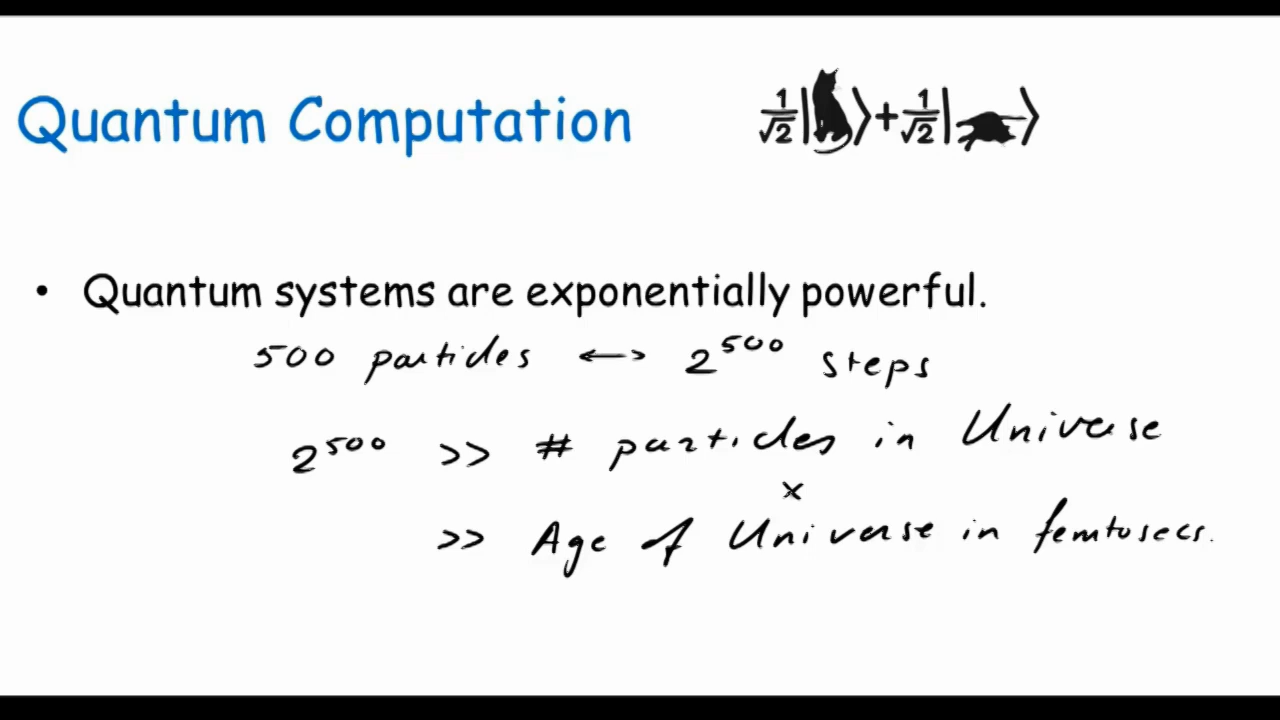 Quantum Computation
1/√2|⟩+1/√2|⟩
• Quantum systems are exponentially powerful.
500 particles ↔ 2^500 steps
2^500 >> # particles in Universe
x
>> Age of Universe in femtosecs.